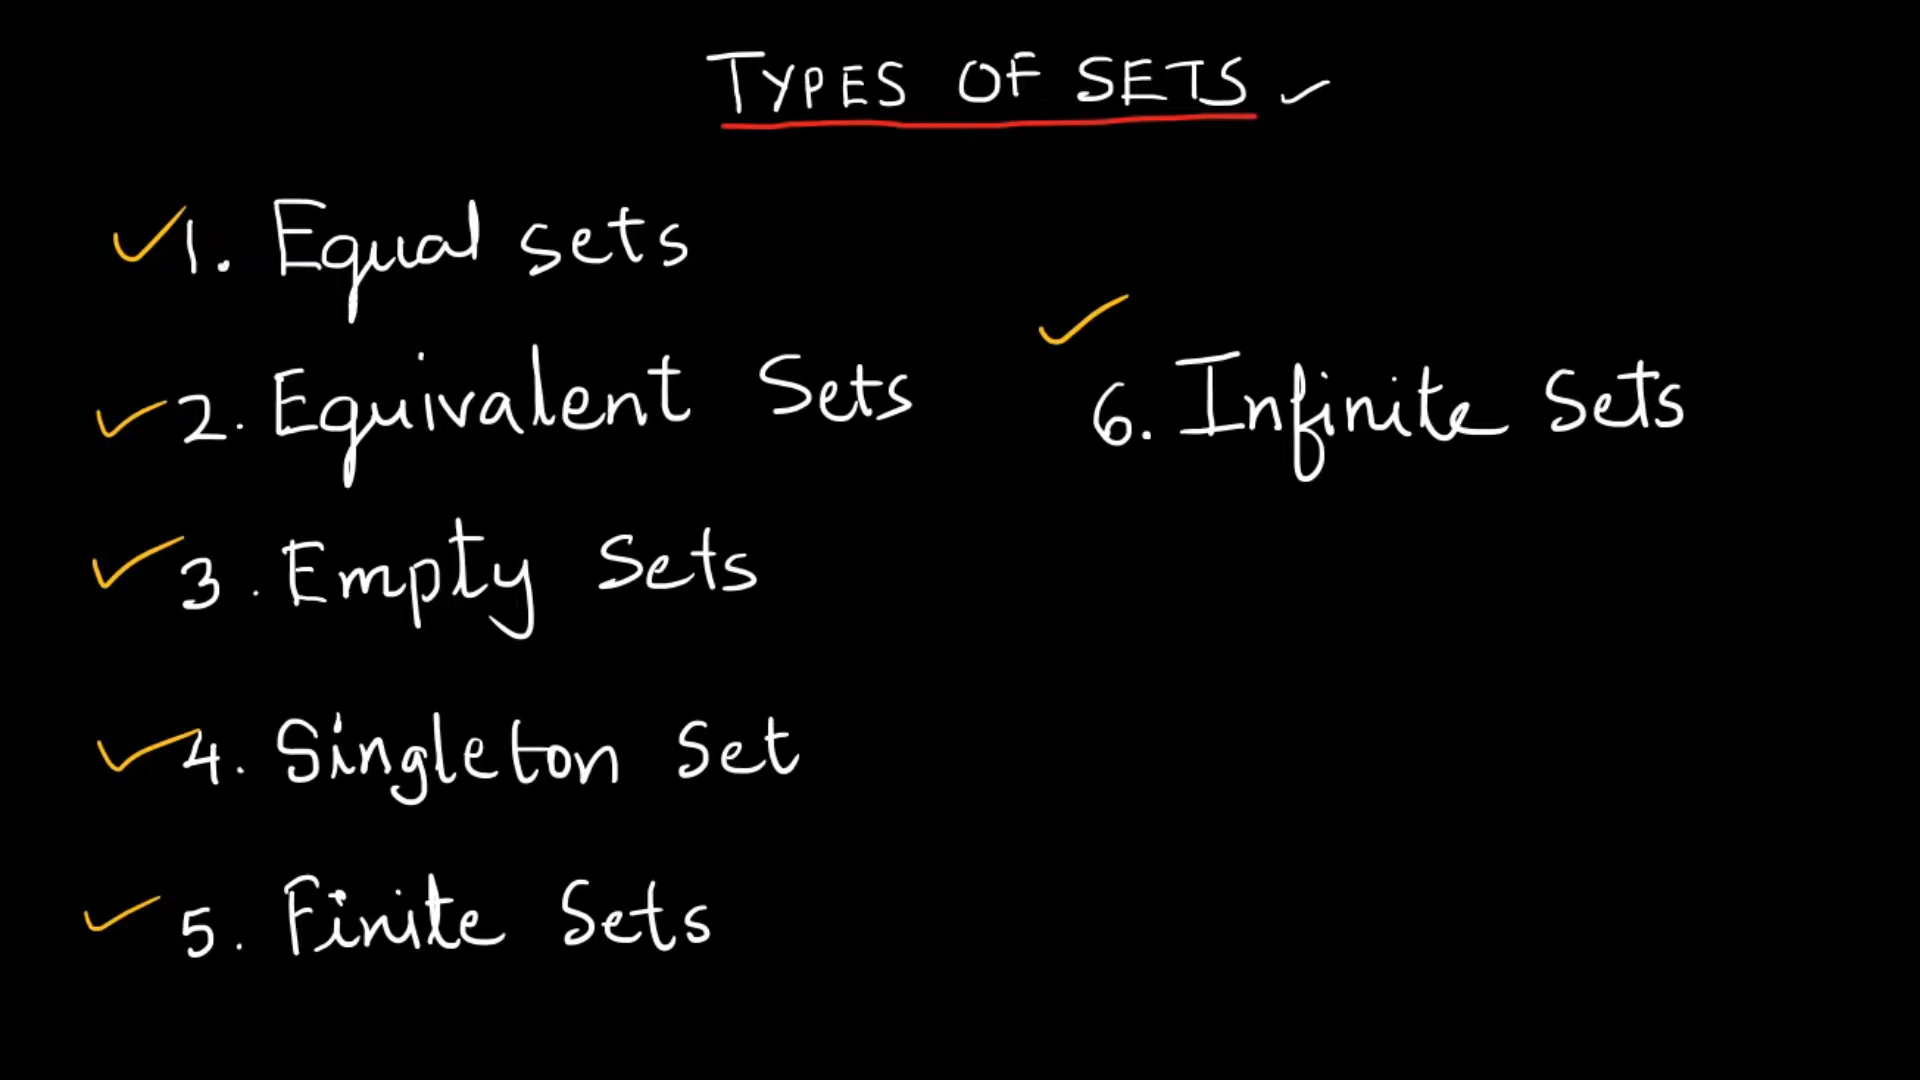 TYPES OF SETS
1. Equal sets
2. Equivalent Sets
3. Empty Sets
4. Singleton Set
5. Finite Sets
6. Infinite Sets